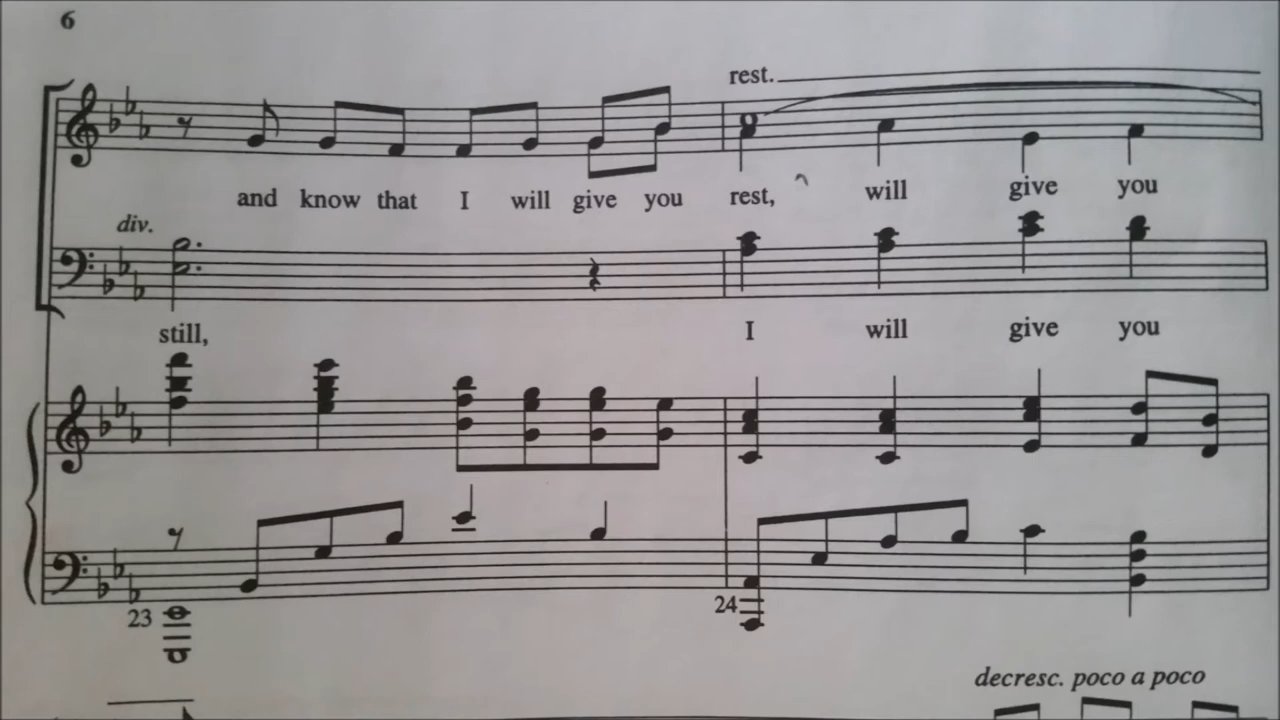 6
rest.
and know that I will give you rest, will give you
div.
still, I will give you
23 24
decresc. poco a poco